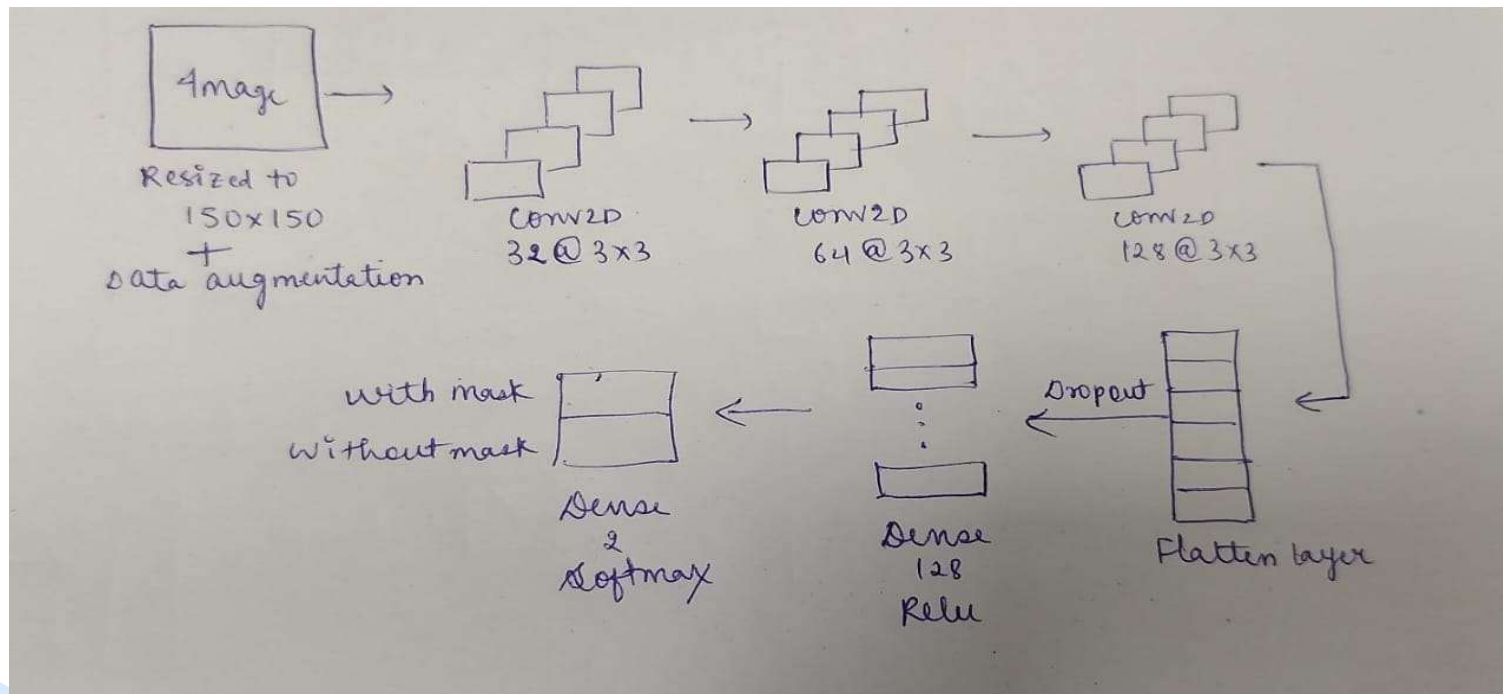 Image
Resized to
150x150
+
Data augmentation
Conv2D
32@3x3
Conv2D
64@3x3
Conv2D
128@3x3
Dropout
Flatten layer
Dense
128
Relu
with mask
without mask
Dense
2
Softmax